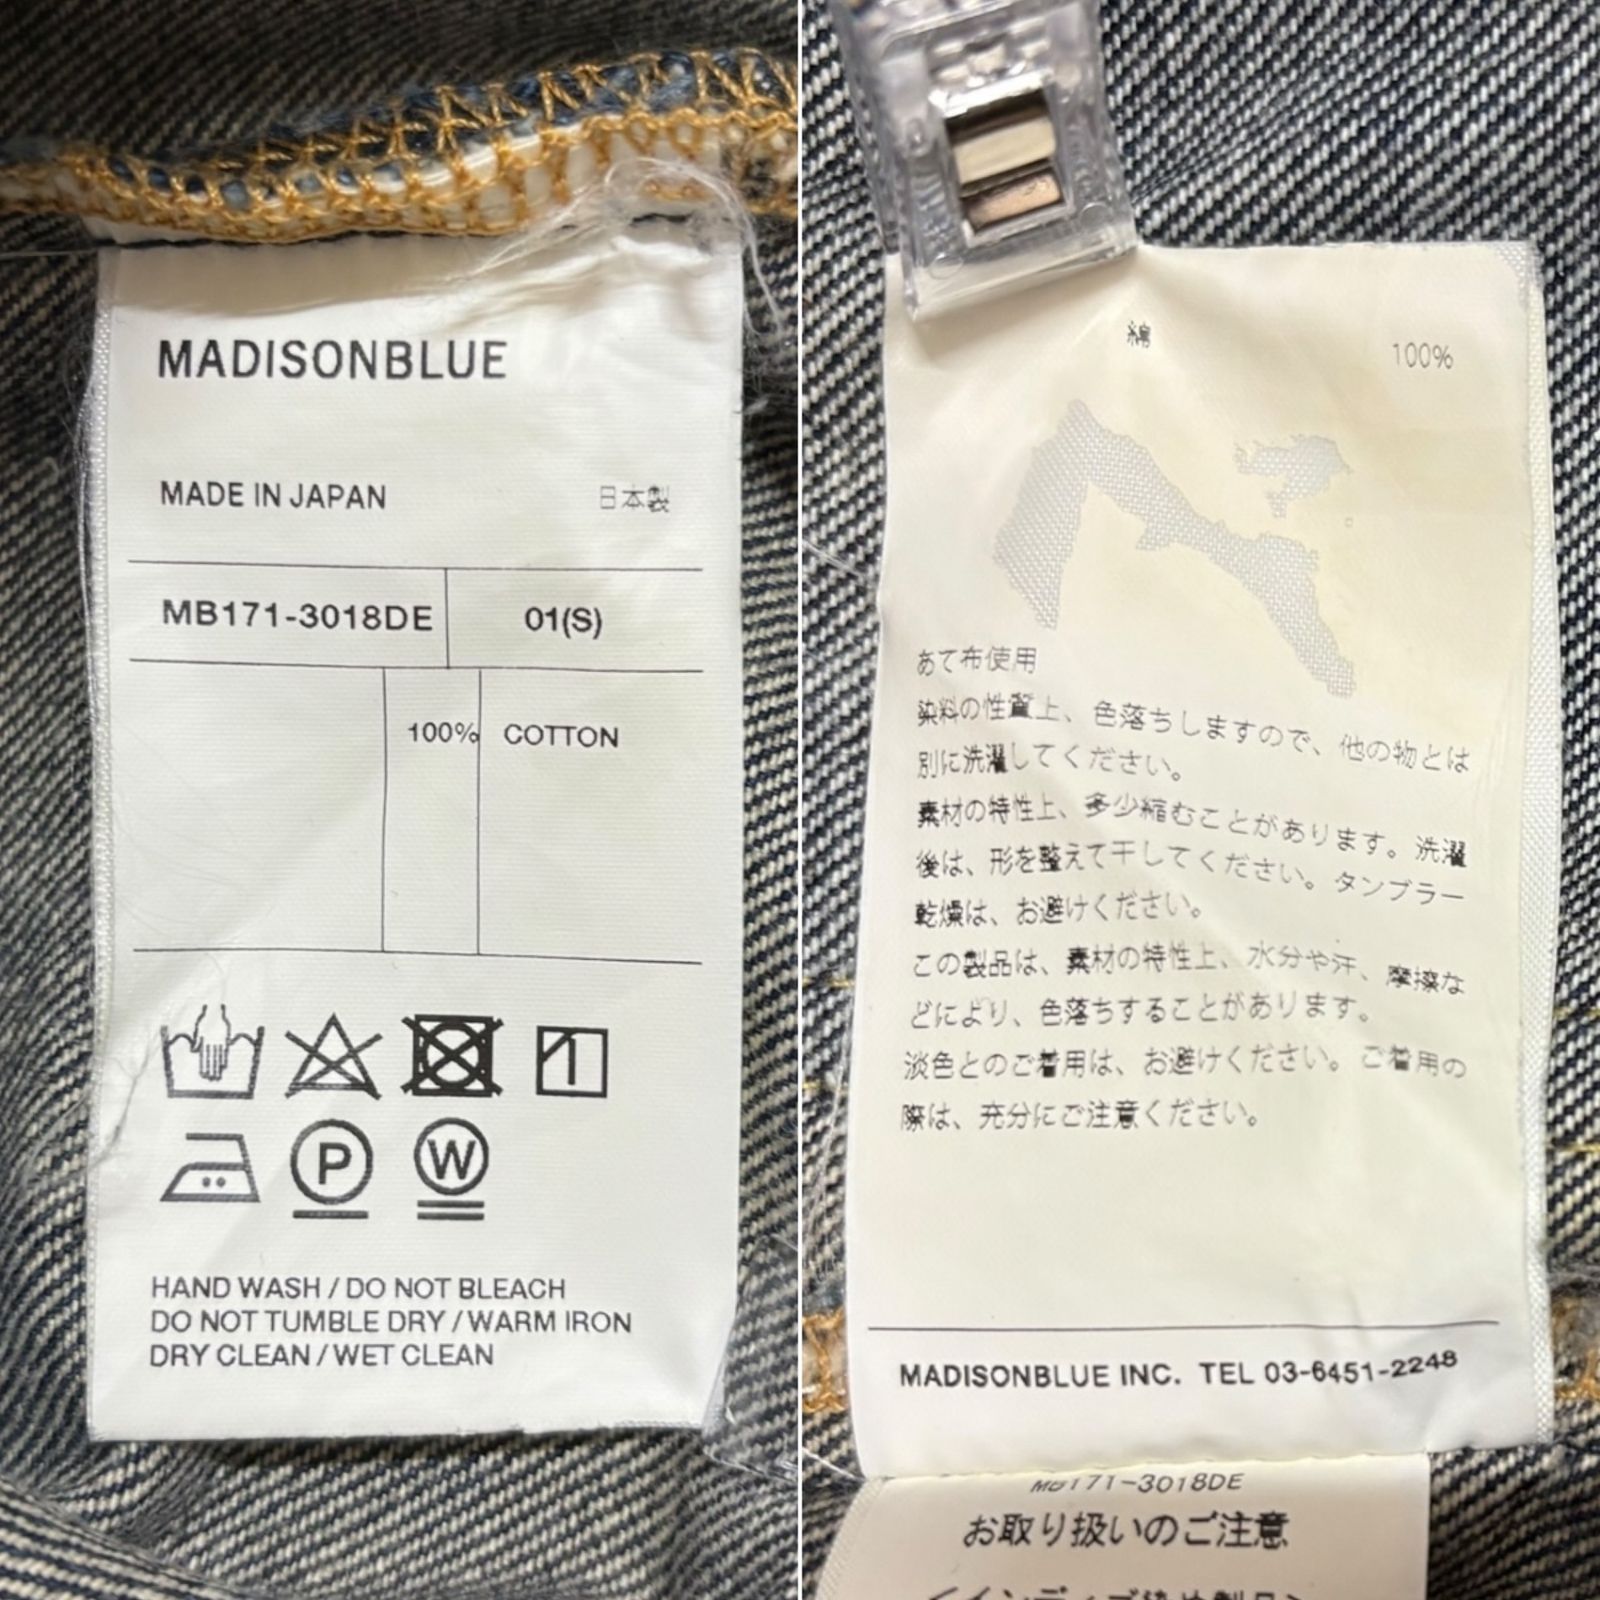 MADISONBLUE
MADE IN JAPAN 日本製
MB171-3018DE 01(S)
100% COTTON
P W
HAND WASH / DO NOT BLEACH
DO NOT TUMBLE DRY / WARM IRON
DRY CLEAN / WET CLEAN
綿 100%
あて布使用
染料の性質上、色落ちしますので、他の物とは
別に洗濯してください。
素材の特性上、多少縮むことがあります。洗濯
後は、形を整えて干してください。タンブラー
乾燥は、お避けください。
この製品は、素材の特性上、水分や汗、摩擦な
どにより、色落ちすることがあります。
淡色とのご着用は、お避けください。ご着用の
際は、充分にご注意ください。
MADISONBLUE INC. TEL 03-6451-2248
MB171-3018DE
お取り扱いのご注意